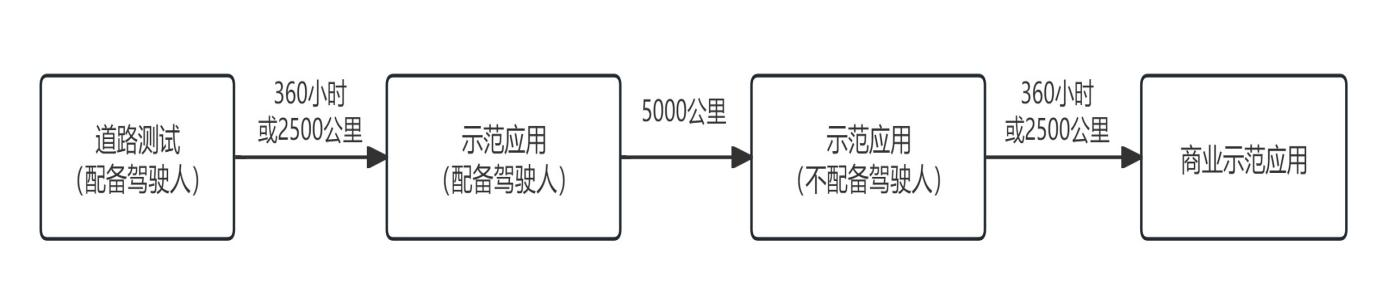 道路测试
（配备驾驶人）
360小时
或2500公里
示范应用
（配备驾驶人）
5000公里
示范应用
（不配备驾驶人）
360小时
或2500公里
商业示范应用